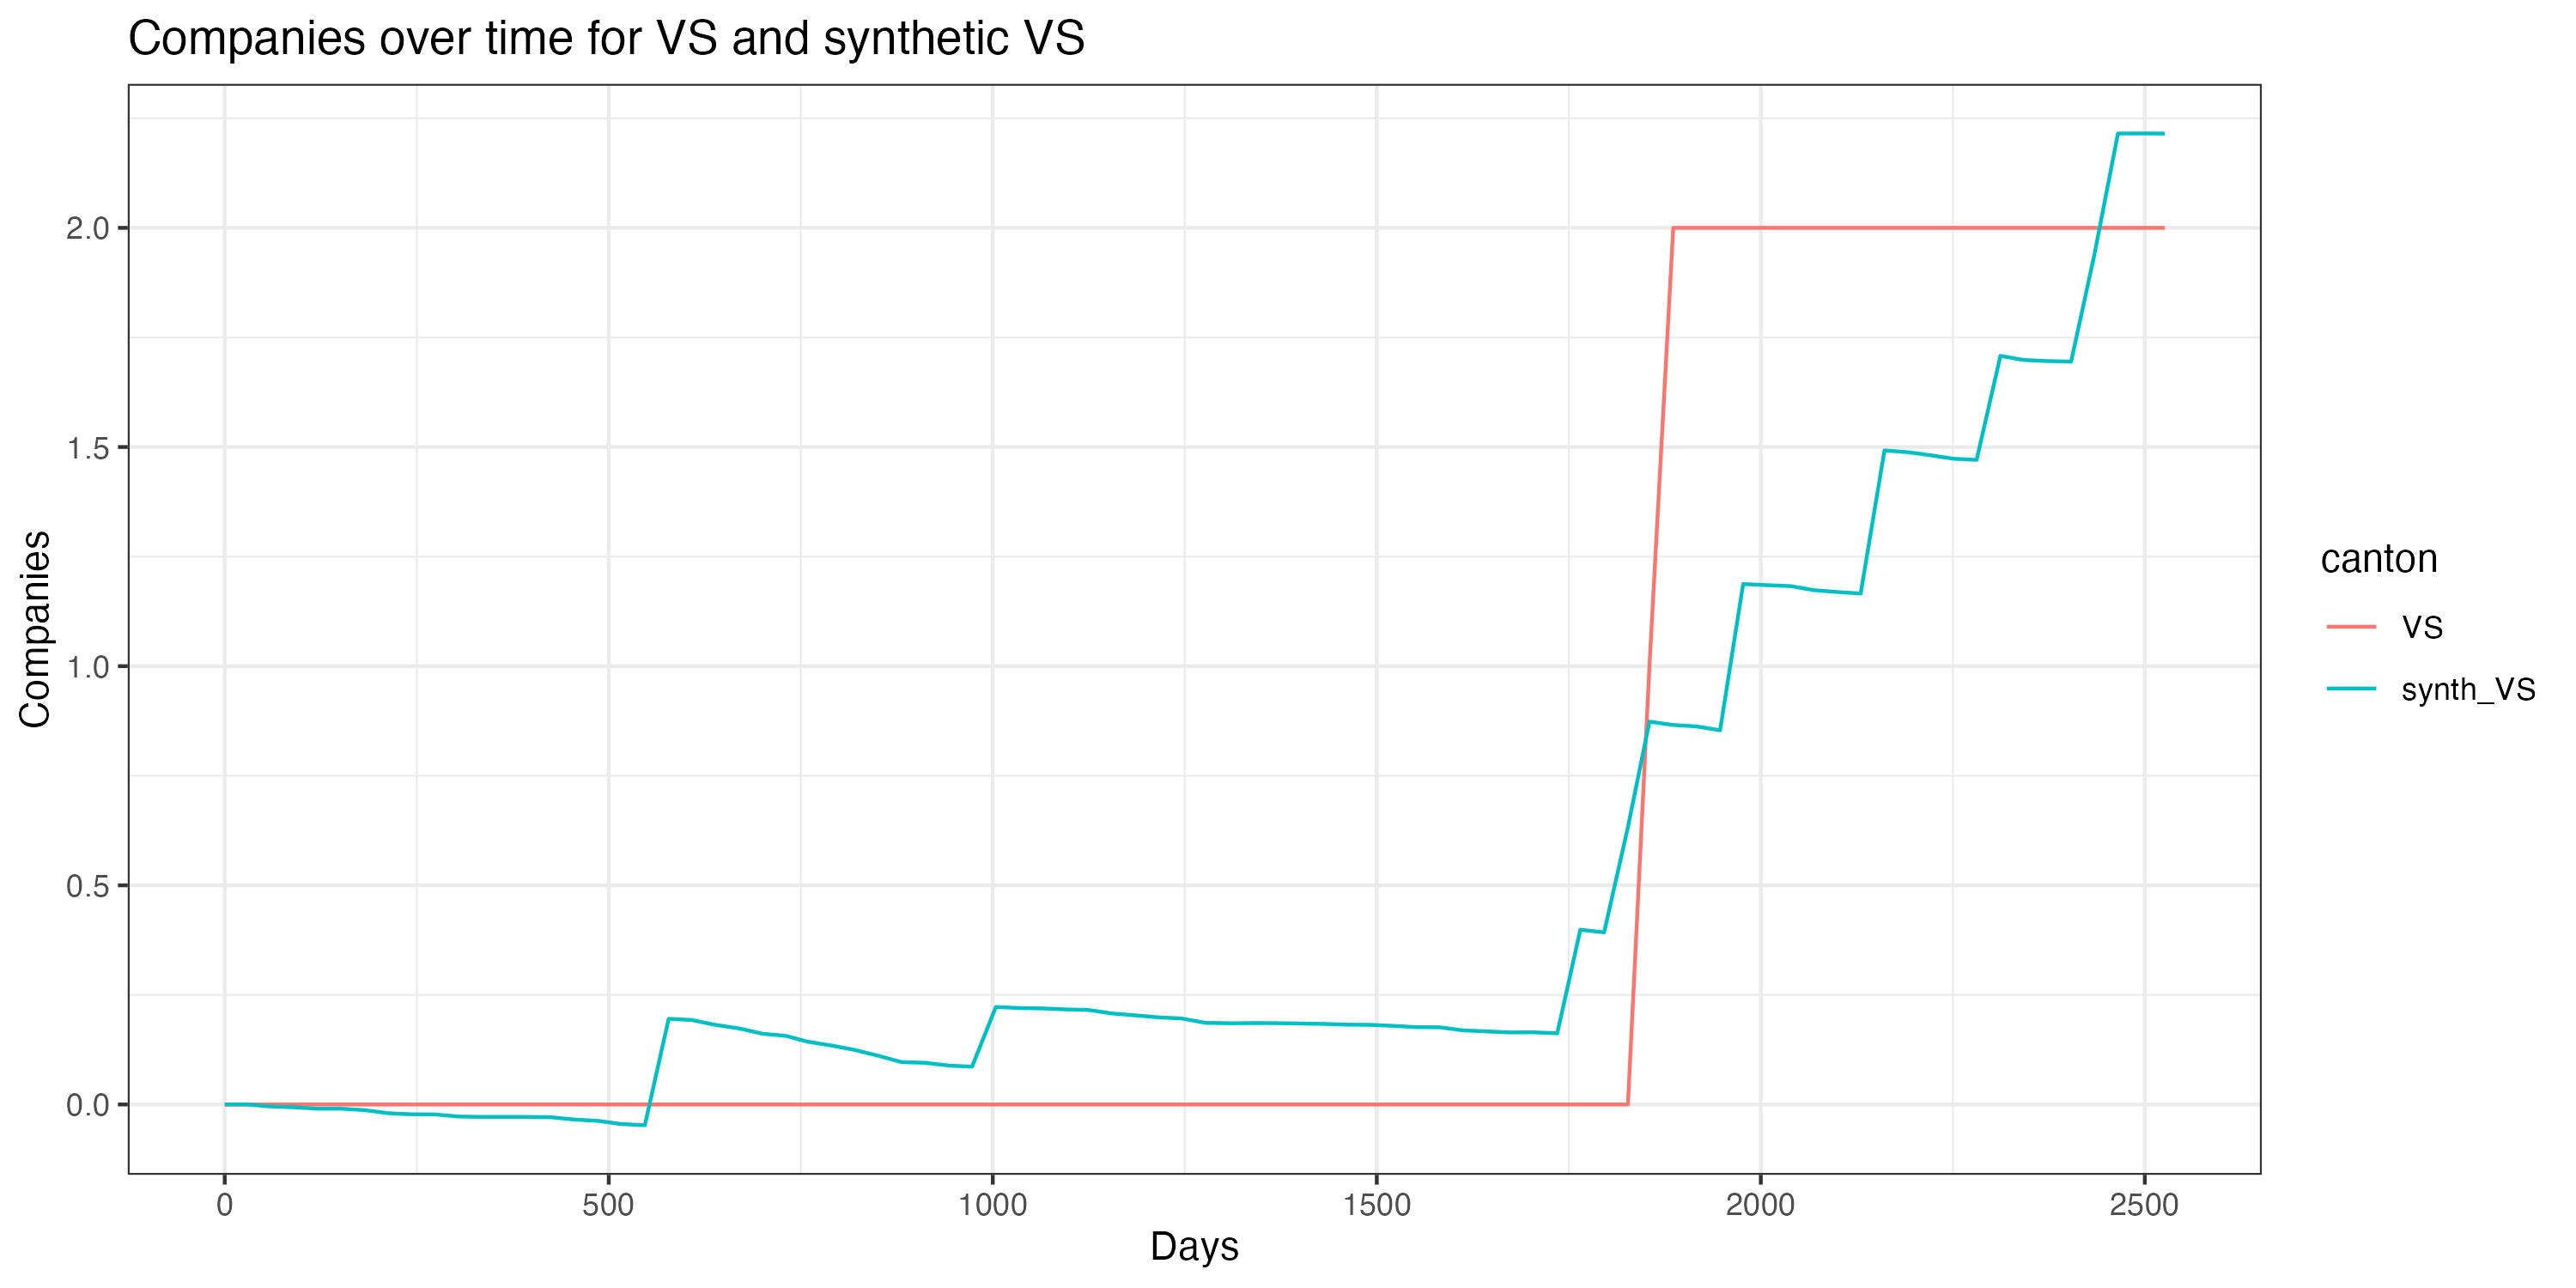 Companies over time for VS and synthetic VS
2.0
1.5
1.0
0.5
0.0
Companies
0 500 1000 1500 2000 2500
Days
canton
VS
synth_VS